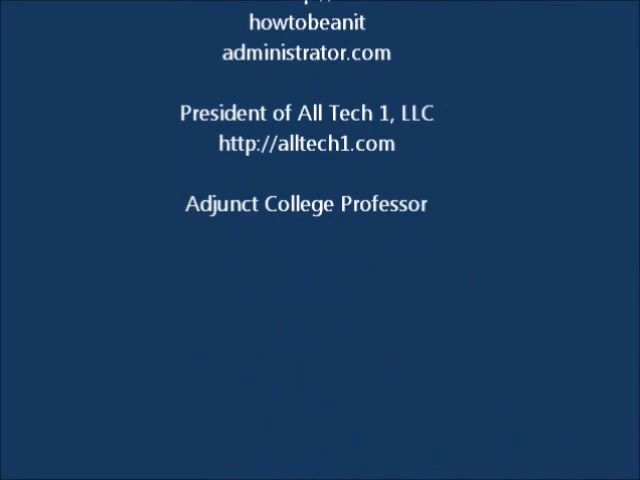 howtobeanit
administrator.com
President of All Tech 1, LLC
http://alltech1.com
Adjunct College Professor